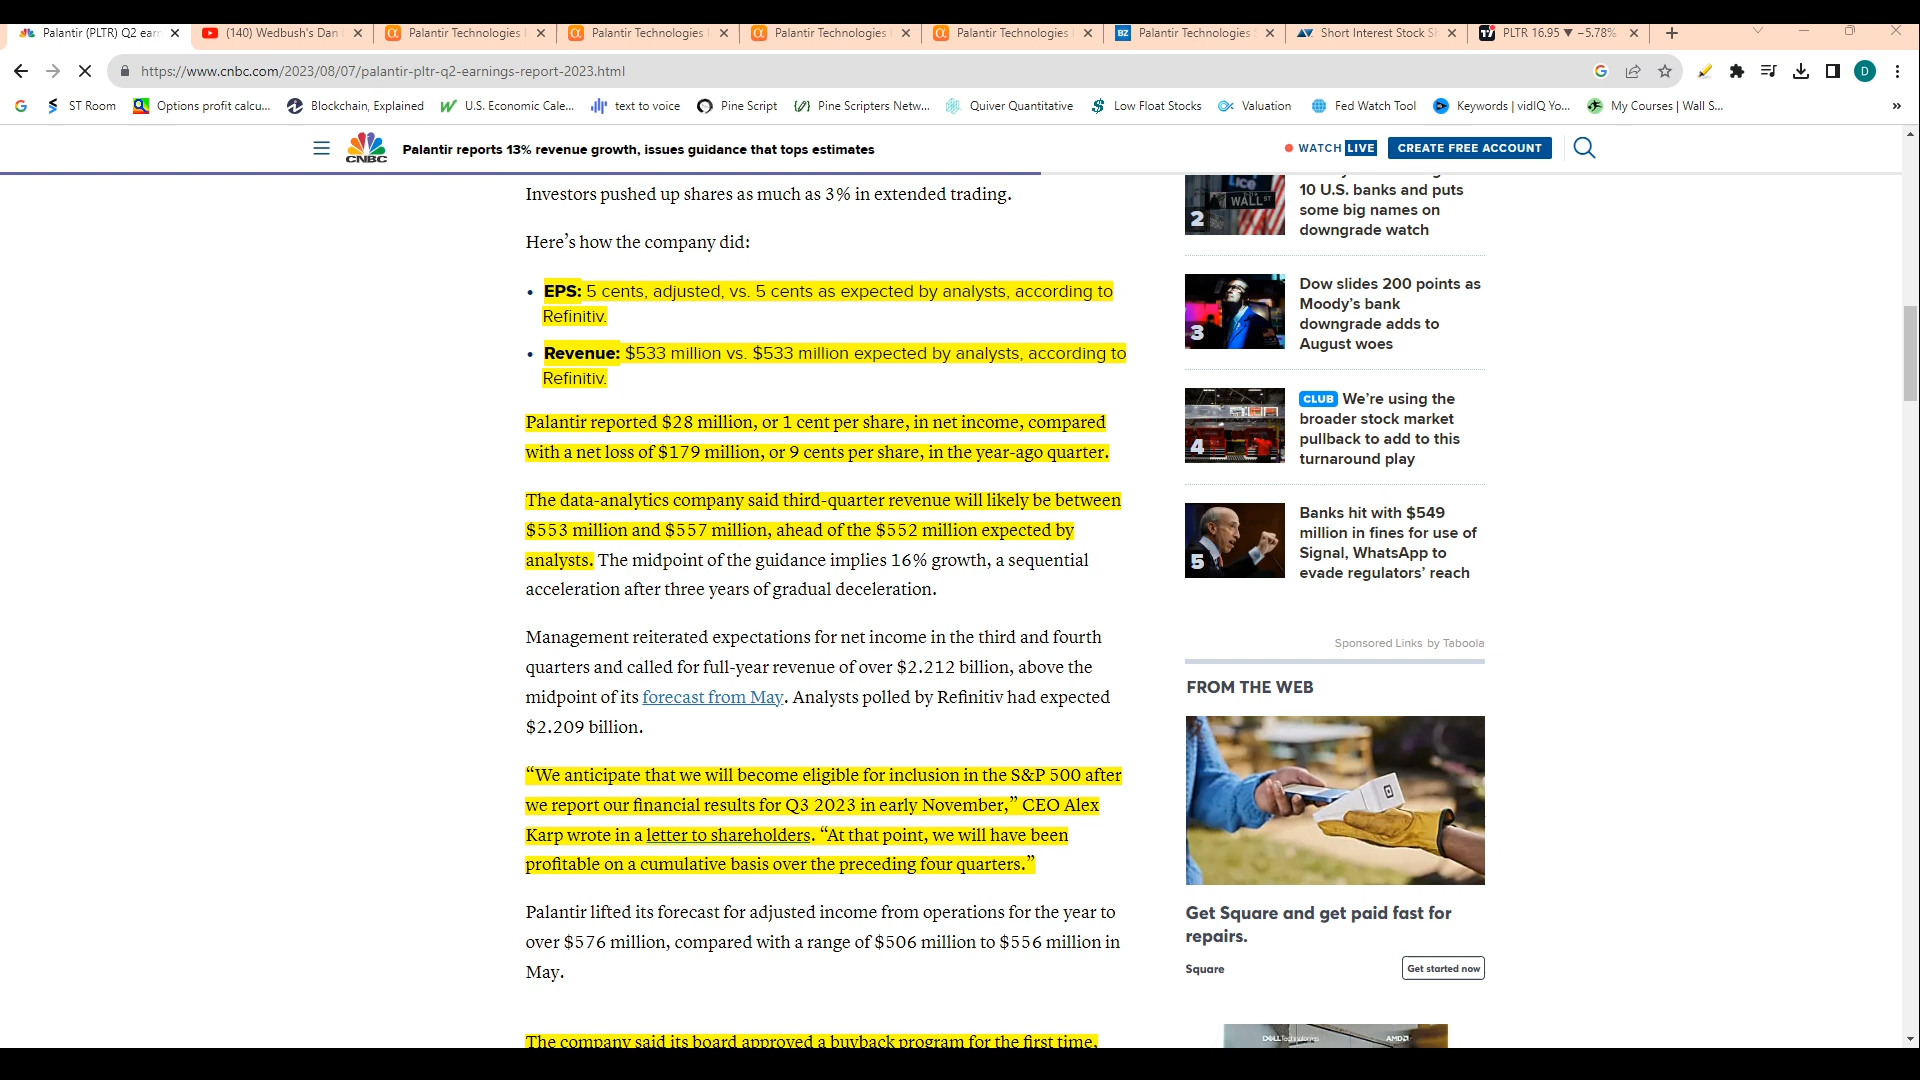 Palantir (PLTR) Q2 earn
(140) Wedbush's Dan
Palantir Technologies
Palantir Technologies
Palantir Technologies
Palantir Technologies
BZ
Palantir Technologies
Short Interest Stock S
PLTR 16.95 ▼ −5.78%
https://www.cnbc.com/2023/08/07/palantir-pltr-q2-earnings-report-2023.html
D
ST Room
Options profit calcu...
Blockchain, Explained
U.S. Economic Cale...
text to voice
Pine Script
Pine Scripters Netw...
Quiver Quantitative
Low Float Stocks
Valuation
Fed Watch Tool
Keywords | vidIQ Yo...
My Courses | Wall S...
»
CNBC
Palantir reports 13% revenue growth, issues guidance that tops estimates
WATCH LIVE
CREATE FREE ACCOUNT
Investors pushed up shares as much as 3% in extended trading.
Here’s how the company did:
• EPS: 5 cents, adjusted, vs. 5 cents as expected by analysts, according to
Refinitiv.
• Revenue: $533 million vs. $533 million expected by analysts, according to
Refinitiv.
Palantir reported $28 million, or 1 cent per share, in net income, compared
with a net loss of $179 million, or 9 cents per share, in the year-ago quarter.
The data-analytics company said third-quarter revenue will likely be between
$553 million and $557 million, ahead of the $552 million expected by
analysts. The midpoint of the guidance implies 16% growth, a sequential
acceleration after three years of gradual deceleration.
Management reiterated expectations for net income in the third and fourth
quarters and called for full-year revenue of over $2.212 billion, above the
midpoint of its forecast from May. Analysts polled by Refinitiv had expected
$2.209 billion.
“We anticipate that we will become eligible for inclusion in the S&P 500 after
we report our financial results for Q3 2023 in early November,” CEO Alex
Karp wrote in a letter to shareholders. “At that point, we will have been
profitable on a cumulative basis over the preceding four quarters.”
Palantir lifted its forecast for adjusted income from operations for the year to
over $576 million, compared with a range of $506 million to $556 million in
May.
The company said its board approved a buyback program for the first time,
WALL ST
2
10 U.S. banks and puts
some big names on
downgrade watch
3
Dow slides 200 points as
Moody’s bank
downgrade adds to
August woes
4
CLUB We’re using the
broader stock market
pullback to add to this
turnaround play
5
Banks hit with $549
million in fines for use of
Signal, WhatsApp to
evade regulators’ reach
Sponsored Links by Taboola
FROM THE WEB
Get Square and get paid fast for
repairs.
Square
Get started now
DELL Technologies
AMD